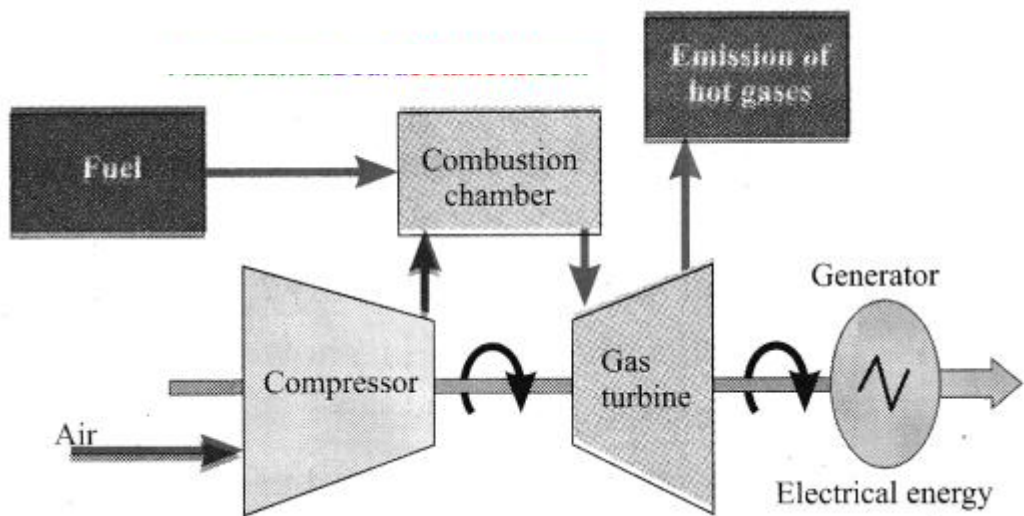 Emission of
hot gases
Fuel
Combustion
chamber
Generator
Compressor
Gas
turbine
Air
Electrical energy